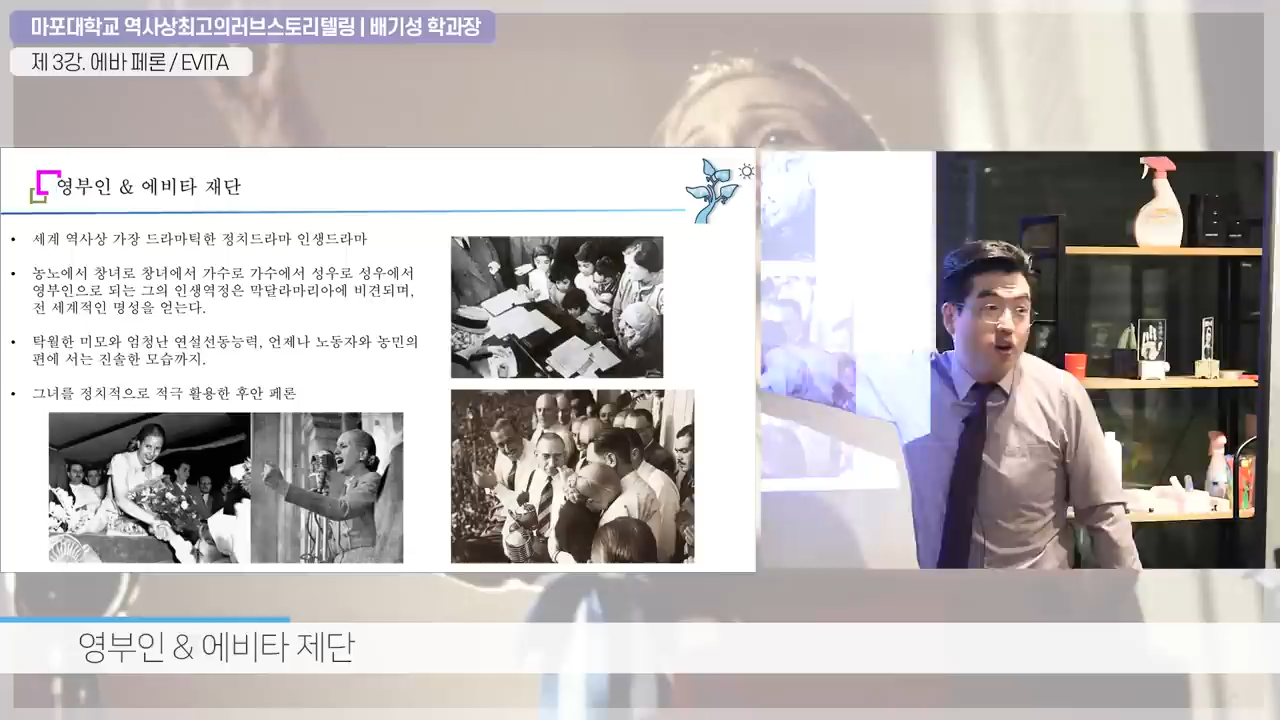 마포대학교 역사상최고의러브스토리텔링 | 배기성 학과장
제 3강. 에바 페론 / EVITA
영부인 & 에비타 재단
• 세계 역사상 가장 드라마틱한 정치드라마 인생드라마
• 농노에서 창녀로 창녀에서 가수로 가수에서 성우로 성우에서
영부인으로 되는 그의 인생역정은 막달라마리아에 비견되며,
전 세계적인 명성을 얻는다.
• 탁월한 미모와 엄청난 연설선동능력, 언제나 노동자와 농민의
편에 서는 진솔한 모습까지.
• 그녀를 정치적으로 적극 활용한 후안 페론
영부인 & 에비타 제단